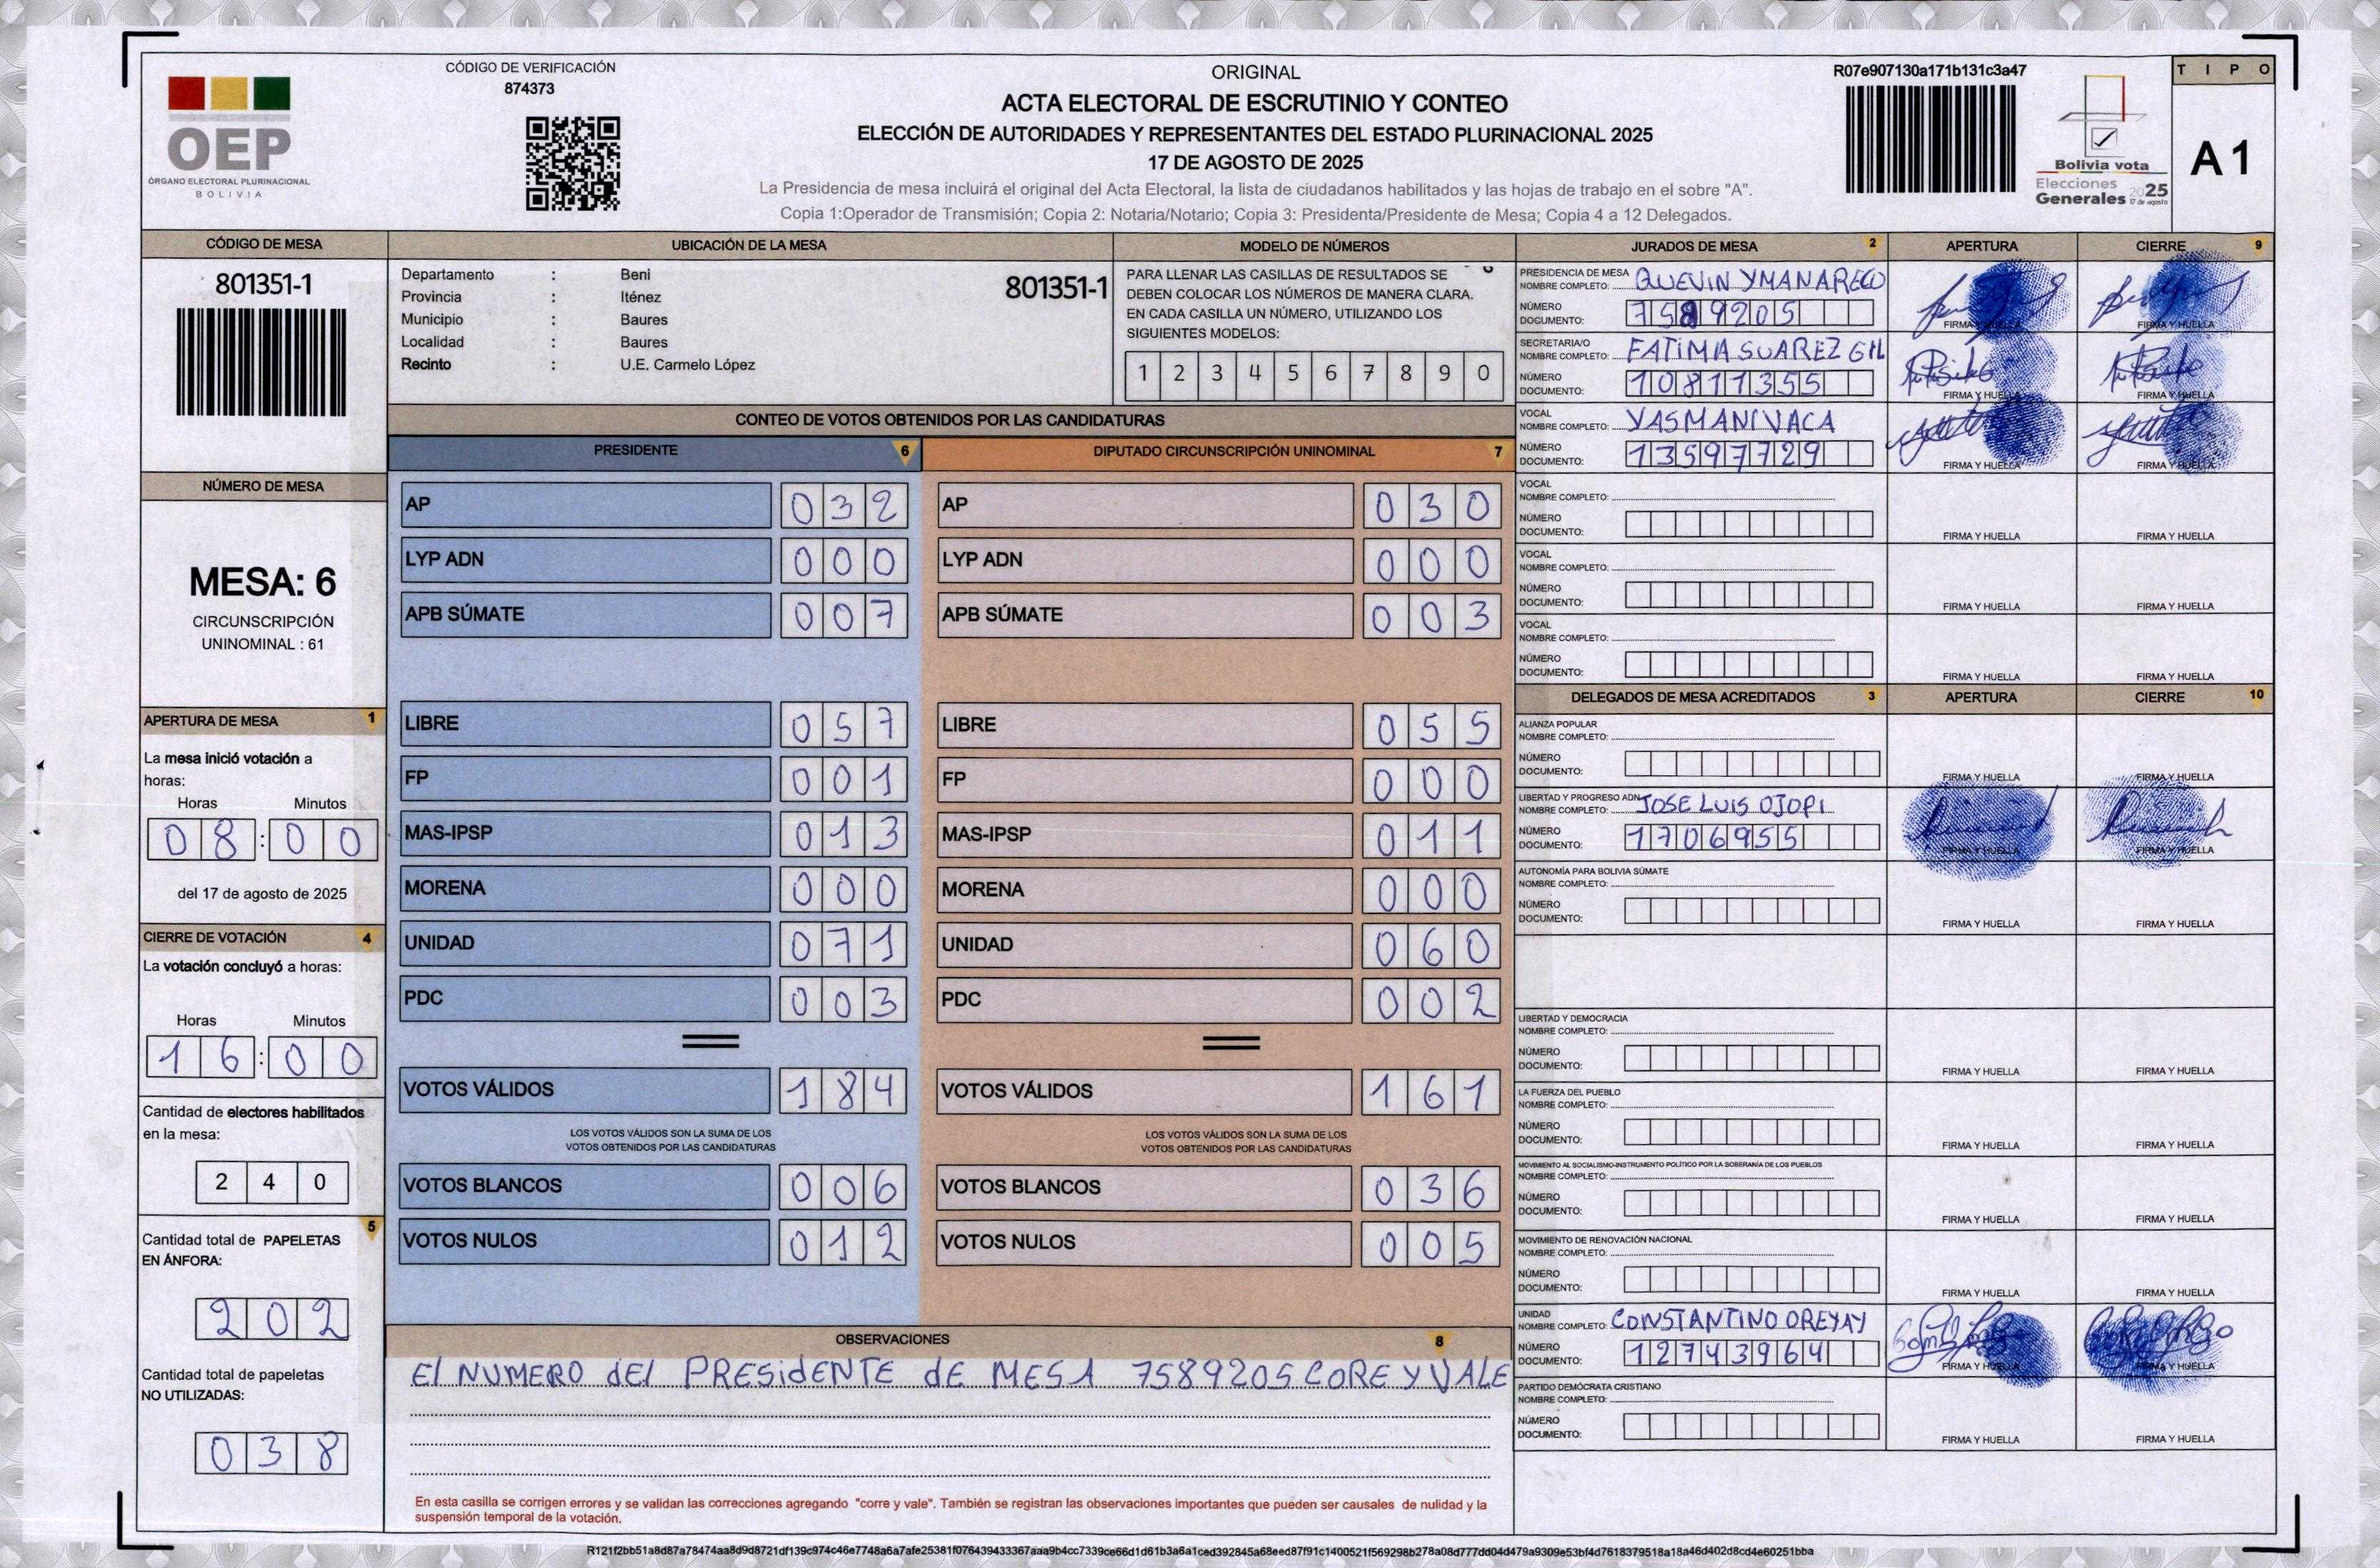 CÓDIGO DE VERIFICACIÓN
874373
OEP
ÓRGANO ELECTORAL PLURINACIONAL
BOLIVIA
ORIGINAL
ACTA ELECTORAL DE ESCRUTINIO Y CONTEO
ELECCIÓN DE AUTORIDADES Y REPRESENTANTES DEL ESTADO PLURINACIONAL 2025
17 DE AGOSTO DE 2025
La Presidencia de mesa incluirá el original del Acta Electoral, la lista de ciudadanos habilitados y las hojas de trabajo en el sobre "A".
Copia 1:Operador de Transmisión; Copia 2: Notaria/Notario; Copia 3: Presidenta/Presidente de Mesa; Copia 4 a 12 Delegados.
R07e907130a171b131c3a47
Bolivia vota
Elecciones
Generales 2025
17 de agosto
TIPO
A 1
CÓDIGO DE MESA
801351-1
NÚMERO DE MESA
MESA: 6
CIRCUNSCRIPCIÓN
UNINOMINAL : 61
APERTURA DE MESA 1
La mesa inició votación a
horas:
Horas Minutos
08:00
del 17 de agosto de 2025
CIERRE DE VOTACIÓN 4
La votación concluyó a horas:
Horas Minutos
16:00
Cantidad de electores habilitados
en la mesa:
240
5
Cantidad total de PAPELETAS
EN ÁNFORA:
202
Cantidad total de papeletas
NO UTILIZADAS:
038
UBICACIÓN DE LA MESA
Departamento : Beni
801351-1
Provincia : Iténez
Municipio : Baures
Localidad : Baures
Recinto : U.E. Carmelo López
MODELO DE NÚMEROS
PARA LLENAR LAS CASILLAS DE RESULTADOS SE
DEBEN COLOCAR LOS NÚMEROS DE MANERA CLARA.
EN CADA CASILLA UN NÚMERO, UTILIZANDO LOS
SIGUIENTES MODELOS:
1 2 3 4 5 6 7 8 9 0
CONTEO DE VOTOS OBTENIDOS POR LAS CANDIDATURAS
PRESIDENTE 6 DIPUTADO CIRCUNSCRIPCIÓN UNINOMINAL 7
AP 032 AP 030
LYP ADN 000 LYP ADN 000
APB SÚMATE 007 APB SÚMATE 003
LIBRE 057 LIBRE 055
FP 001 FP 000
MAS-IPSP 013 MAS-IPSP 011
MORENA 000 MORENA 000
UNIDAD 071 UNIDAD 060
PDC 003 PDC 002
VOTOS VÁLIDOS 184 VOTOS VÁLIDOS 161
LOS VOTOS VÁLIDOS SON LA SUMA DE LOS LOS VOTOS VÁLIDOS SON LA SUMA DE LOS
VOTOS OBTENIDOS POR LAS CANDIDATURAS VOTOS OBTENIDOS POR LAS CANDIDATURAS
VOTOS BLANCOS 006 VOTOS BLANCOS 036
VOTOS NULOS 012 VOTOS NULOS 005
OBSERVACIONES 8
El NUMERO dEl PRESidENTE dE MESA 7589205 CORE Y VALE
En esta casilla se corrigen errores y se validan las correcciones agregando "corre y vale". También se registran las observaciones importantes que pueden ser causales de nulidad y la
suspensión temporal de la votación.
JURADOS DE MESA 2 APERTURA CIERRE 9
PRESIDENCIA DE MESA
NOMBRE COMPLETO: QUEVIN YMANARECO
NÚMERO
DOCUMENTO: 7589205
FIRMA Y HUELLA FIRMA Y HUELLA
SECRETARIA/O
NOMBRE COMPLETO: FATIMA SUAREZ GIL
NÚMERO
DOCUMENTO: 10811355
FIRMA Y HUELLA FIRMA Y HUELLA
VOCAL
NOMBRE COMPLETO: YASMANI VACA
NÚMERO
DOCUMENTO: 13597729
FIRMA Y HUELLA FIRMA Y HUELLA
VOCAL
NOMBRE COMPLETO:
NÚMERO
DOCUMENTO:
FIRMA Y HUELLA FIRMA Y HUELLA
VOCAL
NOMBRE COMPLETO:
NÚMERO
DOCUMENTO:
FIRMA Y HUELLA FIRMA Y HUELLA
VOCAL
NOMBRE COMPLETO:
NÚMERO
DOCUMENTO:
FIRMA Y HUELLA FIRMA Y HUELLA
DELEGADOS DE MESA ACREDITADOS 3 APERTURA CIERRE 10
ALIANZA POPULAR
NOMBRE COMPLETO:
NÚMERO
DOCUMENTO:
FIRMA Y HUELLA FIRMA Y HUELLA
LIBERTAD Y PROGRESO ADN
NOMBRE COMPLETO: JOSE LUIS OJOPI
NÚMERO
DOCUMENTO: 1706955
FIRMA Y HUELLA FIRMA Y HUELLA
AUTONOMÍA PARA BOLIVIA SÚMATE
NOMBRE COMPLETO:
NÚMERO
DOCUMENTO:
FIRMA Y HUELLA FIRMA Y HUELLA
LIBERTAD Y DEMOCRACIA
NOMBRE COMPLETO:
NÚMERO
DOCUMENTO:
FIRMA Y HUELLA FIRMA Y HUELLA
LA FUERZA DEL PUEBLO
NOMBRE COMPLETO:
NÚMERO
DOCUMENTO:
FIRMA Y HUELLA FIRMA Y HUELLA
MOVIMIENTO AL SOCIALISMO-INSTRUMENTO POLÍTICO POR LA SOBERANÍA DE LOS PUEBLOS
NOMBRE COMPLETO:
NÚMERO
DOCUMENTO:
FIRMA Y HUELLA FIRMA Y HUELLA
MOVIMIENTO DE RENOVACIÓN NACIONAL
NOMBRE COMPLETO:
NÚMERO
DOCUMENTO:
FIRMA Y HUELLA FIRMA Y HUELLA
UNIDAD
NOMBRE COMPLETO: CONSTANTINO OREYAY
NÚMERO
DOCUMENTO: 12743964
FIRMA Y HUELLA FIRMA Y HUELLA
PARTIDO DEMÓCRATA CRISTIANO
NOMBRE COMPLETO:
NÚMERO
DOCUMENTO:
FIRMA Y HUELLA FIRMA Y HUELLA